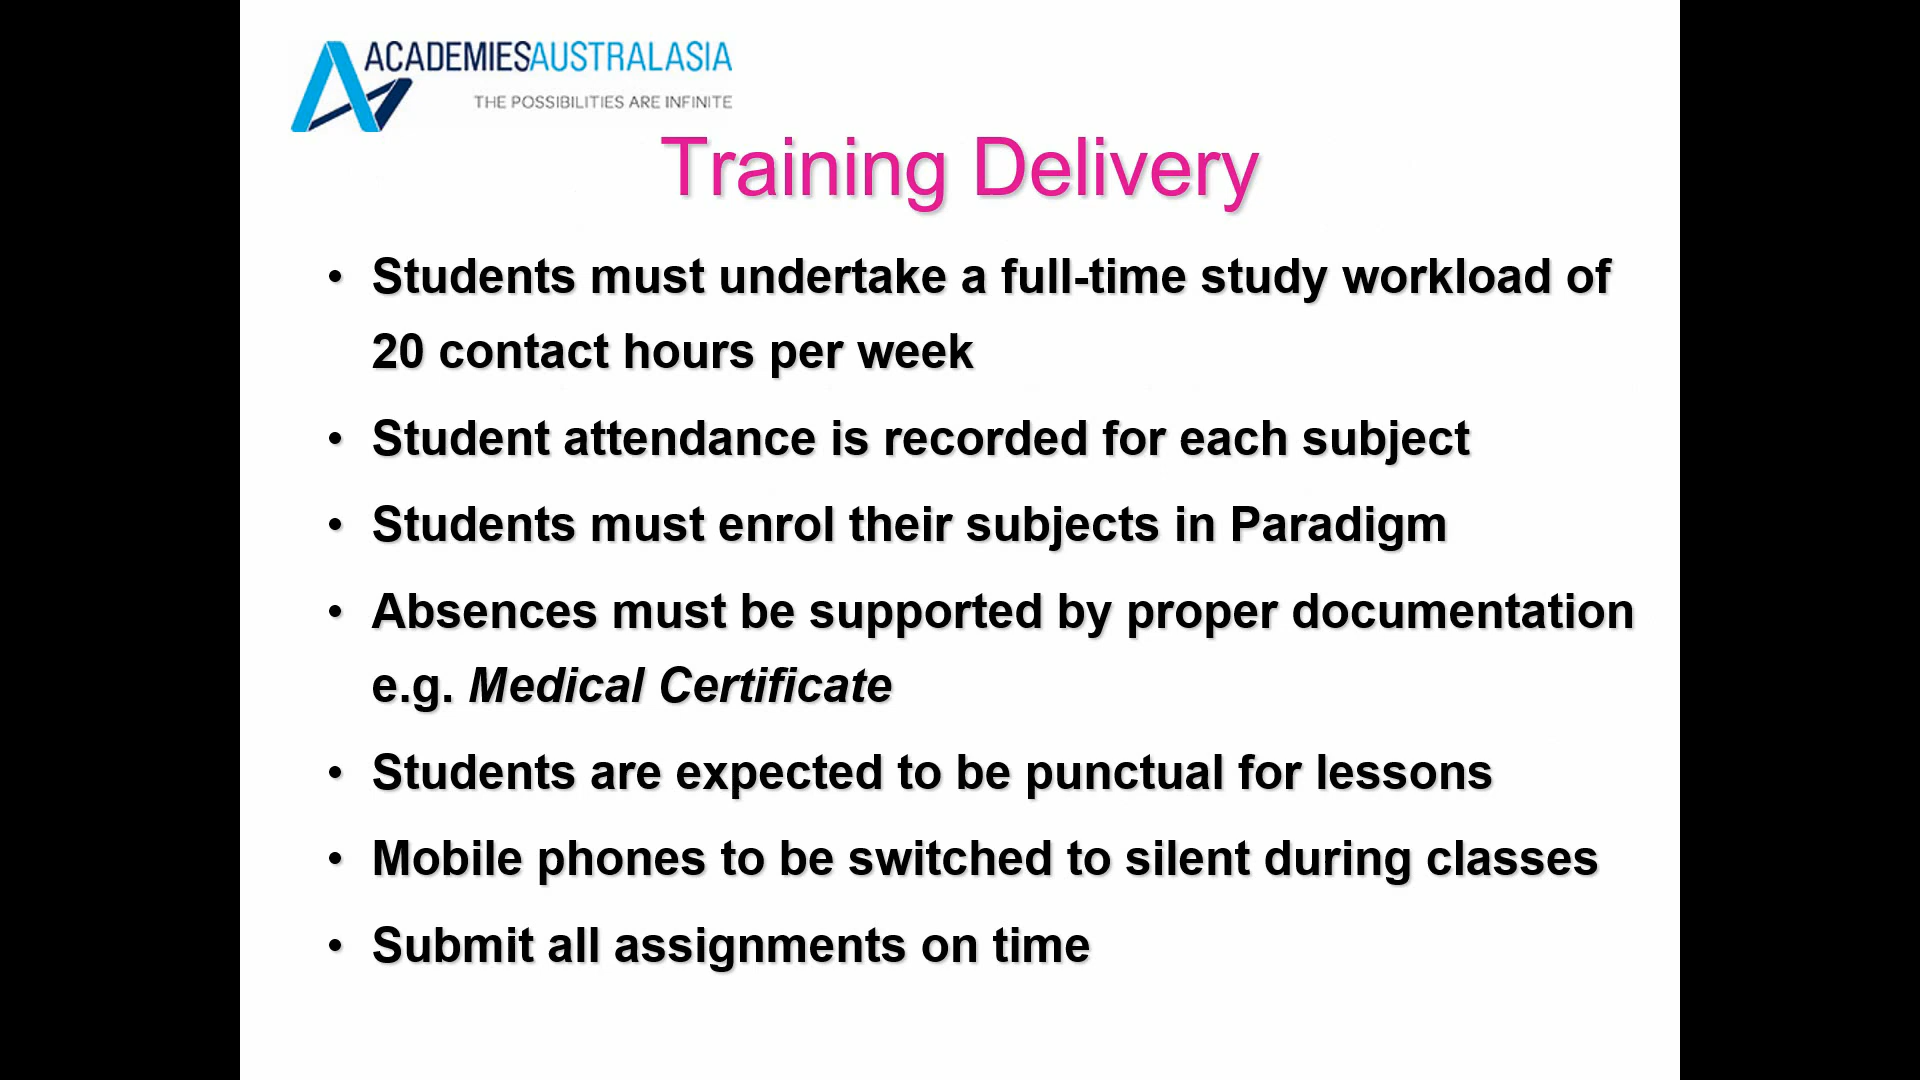 ACADEMIESAUSTRALASIA
THE POSSIBILITIES ARE INFINITE
Training Delivery
• Students must undertake a full-time study workload of
20 contact hours per week
• Student attendance is recorded for each subject
• Students must enrol their subjects in Paradigm
• Absences must be supported by proper documentation
e.g. Medical Certificate
• Students are expected to be punctual for lessons
• Mobile phones to be switched to silent during classes
• Submit all assignments on time